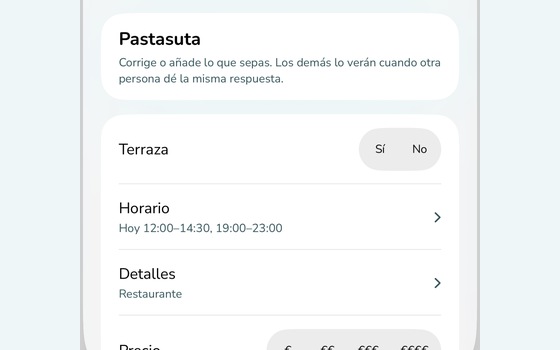 Pastasuta
Corrige o añade lo que sepas. Los demás lo verán cuando otra
persona dé la misma respuesta.
Terraza
Sí No
Horario
Hoy 12:00–14:30, 19:00–23:00
Detalles
Restaurante
Precio
€ €€ €€€ €€€€